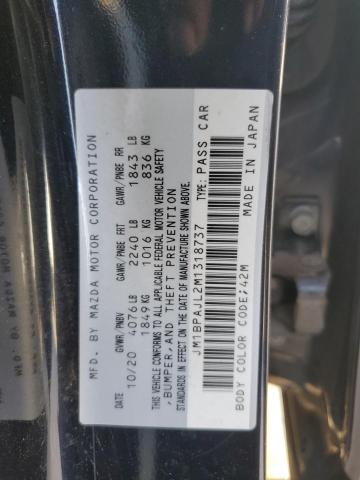 MFD. BY MAZDA MOTOR CORPORATION
DATE GVWR/PNBV GAWR/PNBE FRT GAWR/PNBE RR
10/20 4076 LB 2240 LB 1843 LB
1849 KG 1016 KG 836 KG
THIS VEHICLE CONFORMS TO ALL APPLICABLE FEDERAL MOTOR VEHICLE SAFETY
,BUMPER,AND THEFT PREVENTION
STANDARDS IN EFFECT ON THE DATE OF MANUFACTURE SHOWN ABOVE.
JM1BPAJL2M1318737 TYPE: PASS CAR
BODY COLOR CODE:42M MADE IN JAPAN